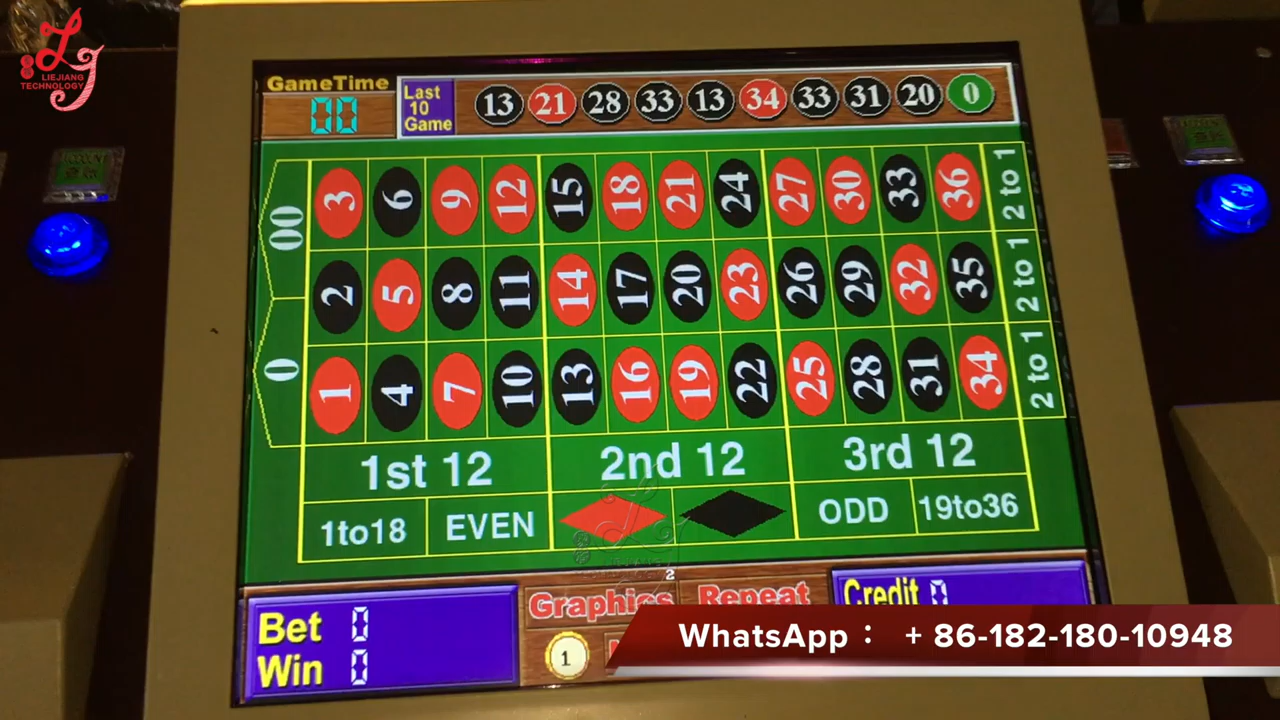 LIEJIANG
TECHNOLOGY
GameTime
00
Last
10
Game
13 21 28 33 13 34 33 31 20 0
00 3 6 9 12 15 18 21 24 27 30 33 36 2 to 1
2 5 8 11 14 17 20 23 26 29 32 35 2 to 1
0 1 4 7 10 13 16 19 22 25 28 31 34 2 to 1
1st 12 2nd 12 3rd 12
1to18 EVEN ODD 19to36
2
Graphics Repeat
Bet 0
Win 0
Credit 0
1
WhatsApp： + 86-182-180-10948